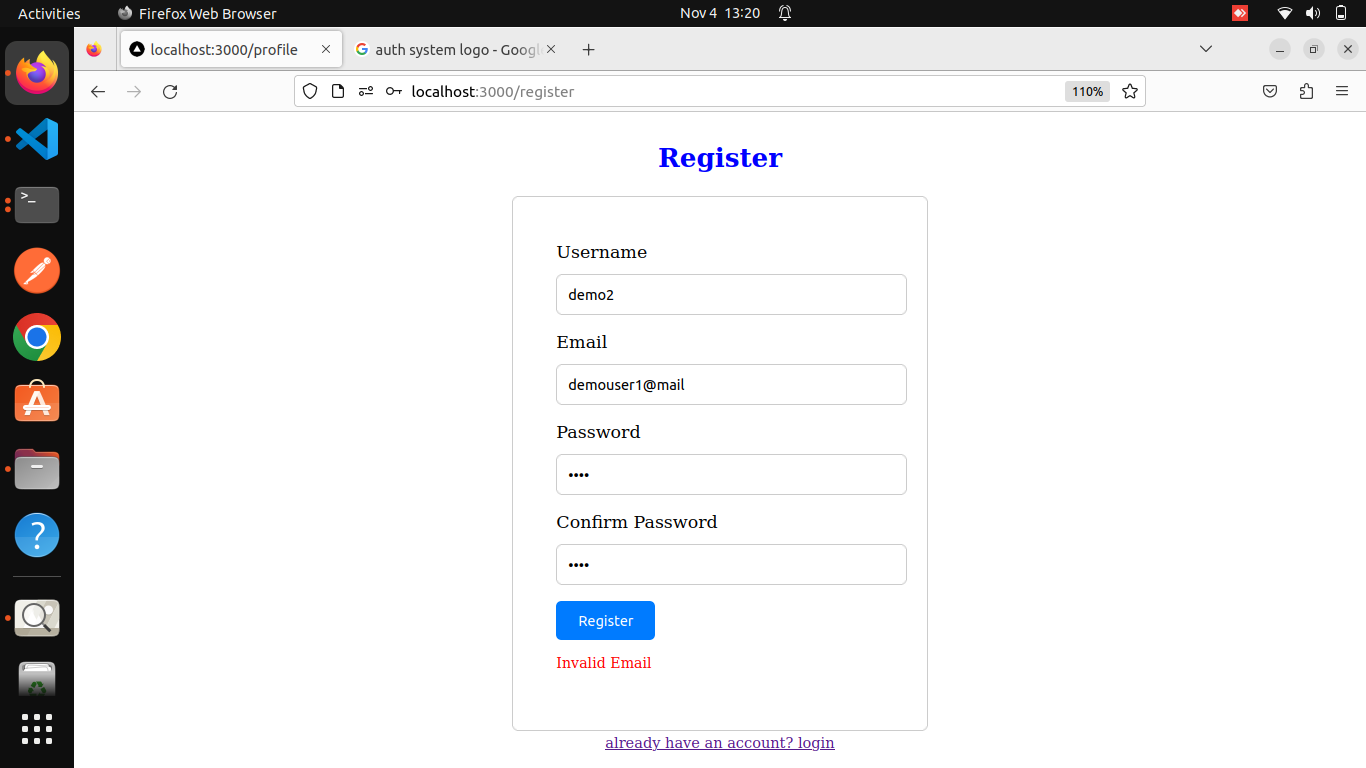 Activities
Firefox Web Browser
Nov 4 13:20
localhost:3000/profile
auth system logo - Googl
localhost:3000/register
110%
Register
Username
demo2
Email
demouser1@mail
Password
••••
Confirm Password
••••
Register
Invalid Email
already have an account? login